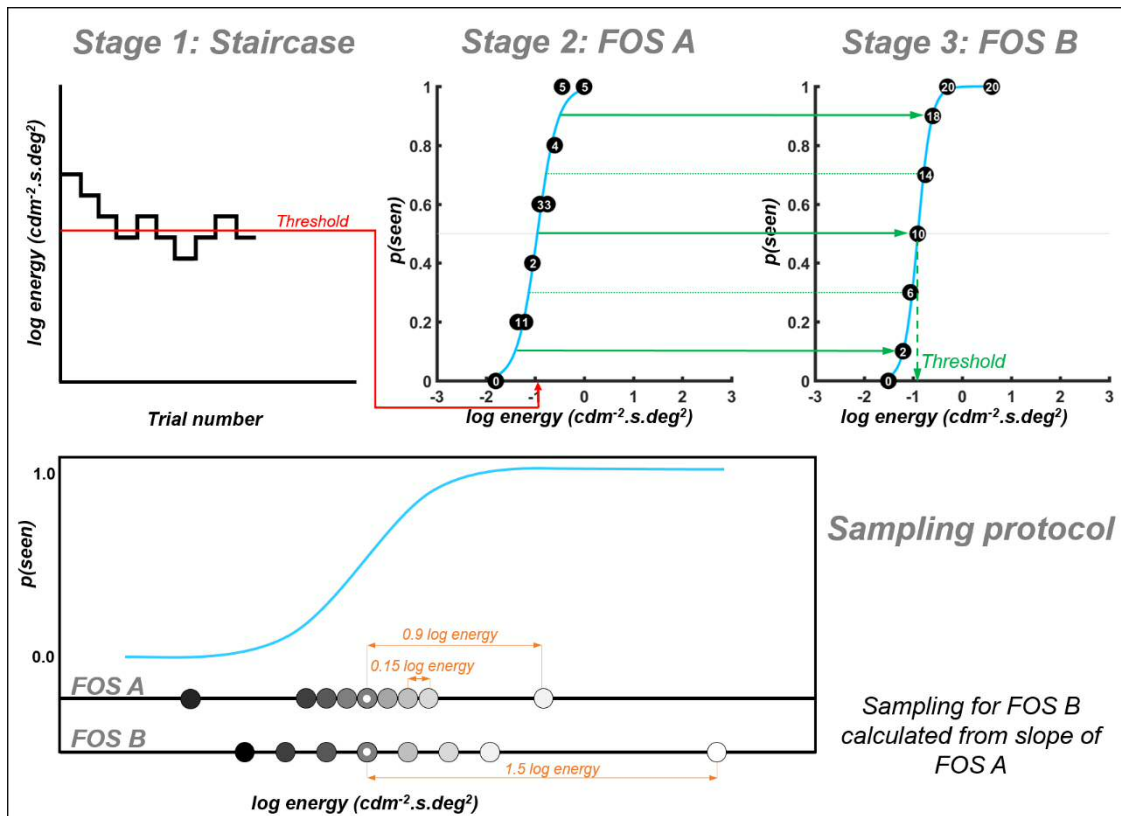 Stage 1: Staircase
Stage 2: FOS A
Stage 3: FOS B
log energy (cdm⁻².s.deg²)
Threshold
Trial number
p(seen)
1
0.8
0.6
0.4
0.2
0
5 5
4
33
2
11
0
-3 -2 -1 0 1 2 3
log energy (cdm⁻².s.deg²)
p(seen)
1
0.8
0.6
0.4
0.2
0
20 20
18
14
10
6
2
0
Threshold
-3 -2 -1 0 1 2 3
log energy (cdm⁻².s.deg²)
Sampling protocol
p(seen)
1.0
0.0
0.9 log energy
0.15 log energy
FOS A
FOS B
1.5 log energy
log energy (cdm⁻².s.deg²)
Sampling for FOS B
calculated from slope of
FOS A